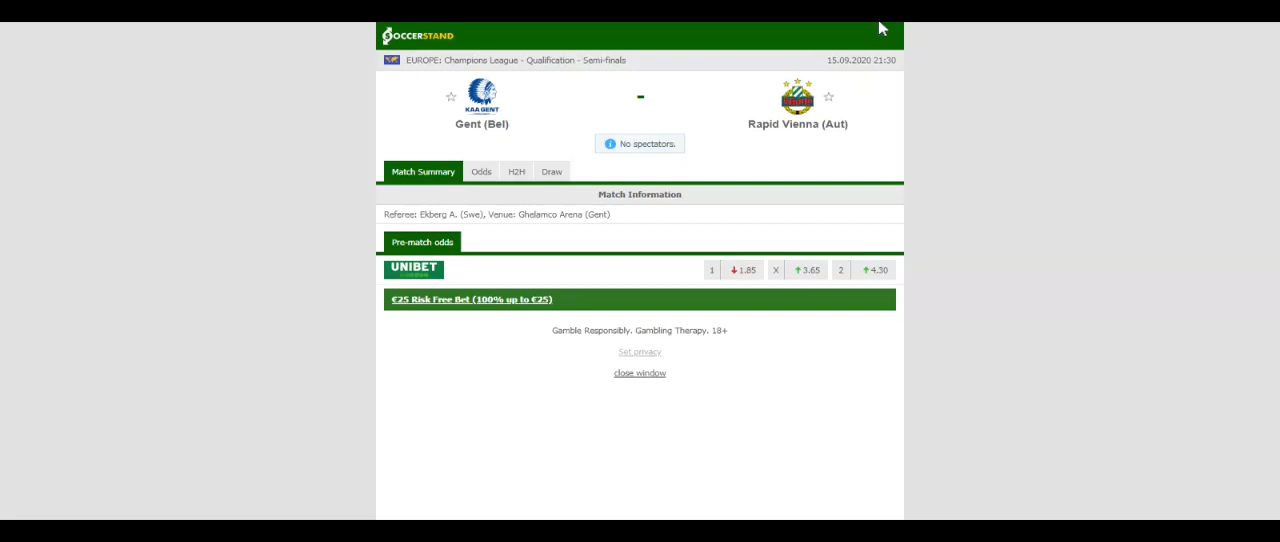 SOCCERSTAND
EUROPE: Champions League - Qualification - Semi-finals 15.09.2020 21:30
KAA GENT
RAPID
Gent (Bel) - Rapid Vienna (Aut)
No spectators.
Match Summary Odds H2H Draw
Match Information
Referee: Ekberg A. (Swe), Venue: Ghelamco Arena (Gent)
Pre-match odds
UNIBET 1 1.85 X 3.65 2 4.30
€25 Risk Free Bet (100% up to €25)
Gamble Responsibly. Gambling Therapy. 18+
Set privacy
close window